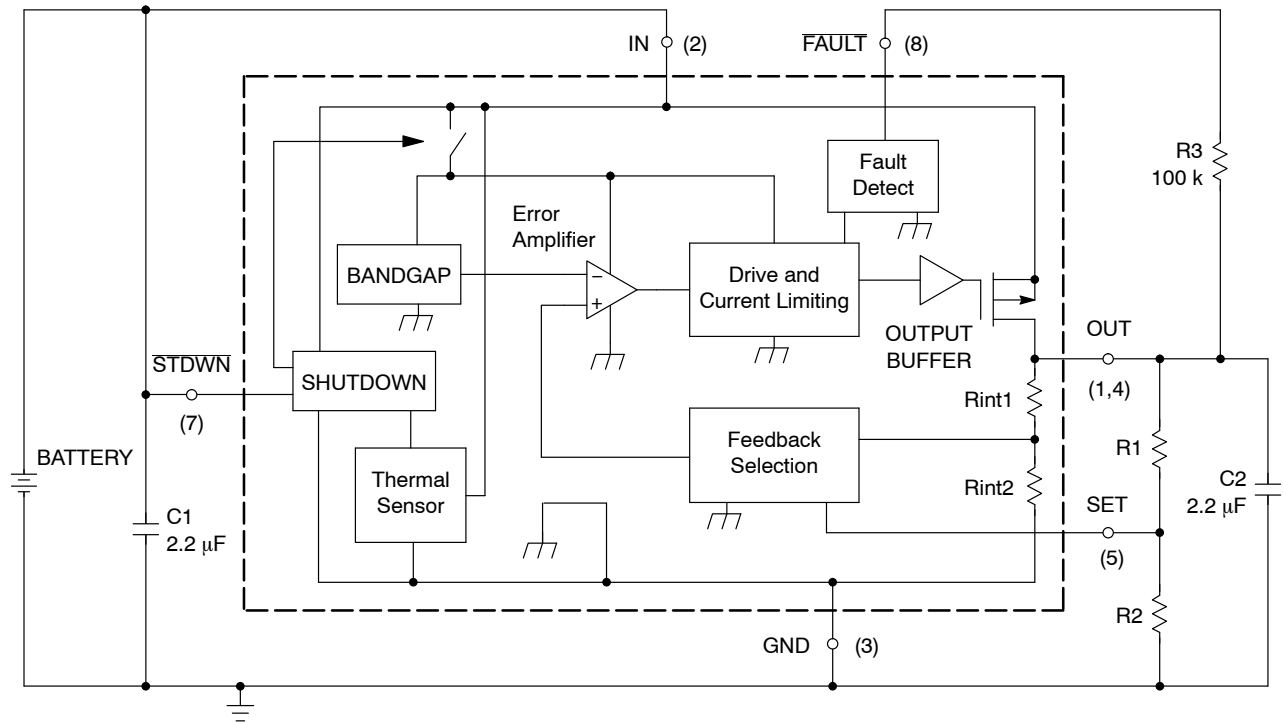 IN
(2)
FAULT
(8)
R3
100 k
Fault
Detect
Error
Amplifier
BANDGAP
−
+
Drive and
Current Limiting
OUTPUT
BUFFER
OUT
(1,4)
STDWN
(7)
SHUTDOWN
Rint1
Feedback
Selection
R1
BATTERY
Thermal
Sensor
Rint2
C2
2.2 μF
SET
(5)
C1
2.2 μF
R2
GND
(3)